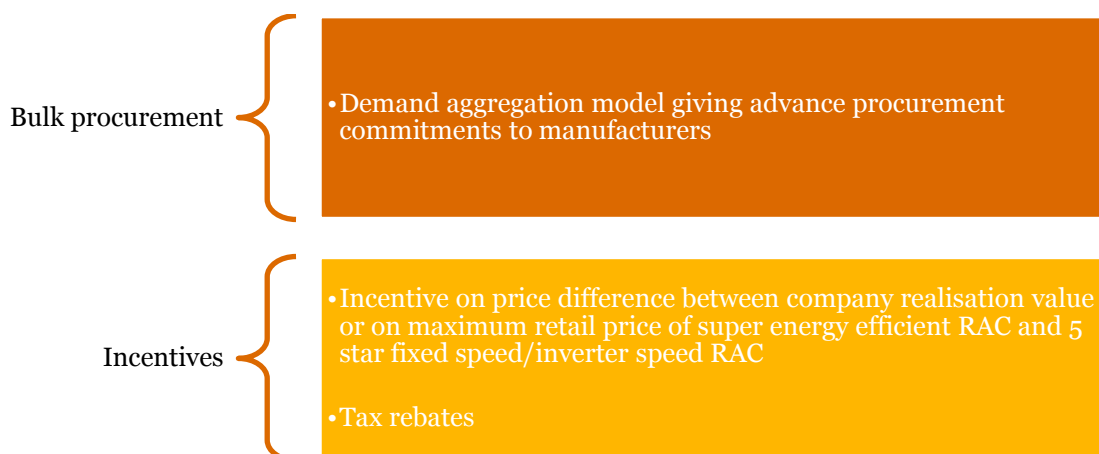 Bulk procurement
•Demand aggregation model giving advance procurement
commitments to manufacturers
Incentives
•Incentive on price difference between company realisation value
or on maximum retail price of super energy efficient RAC and 5
star fixed speed/inverter speed RAC
•Tax rebates